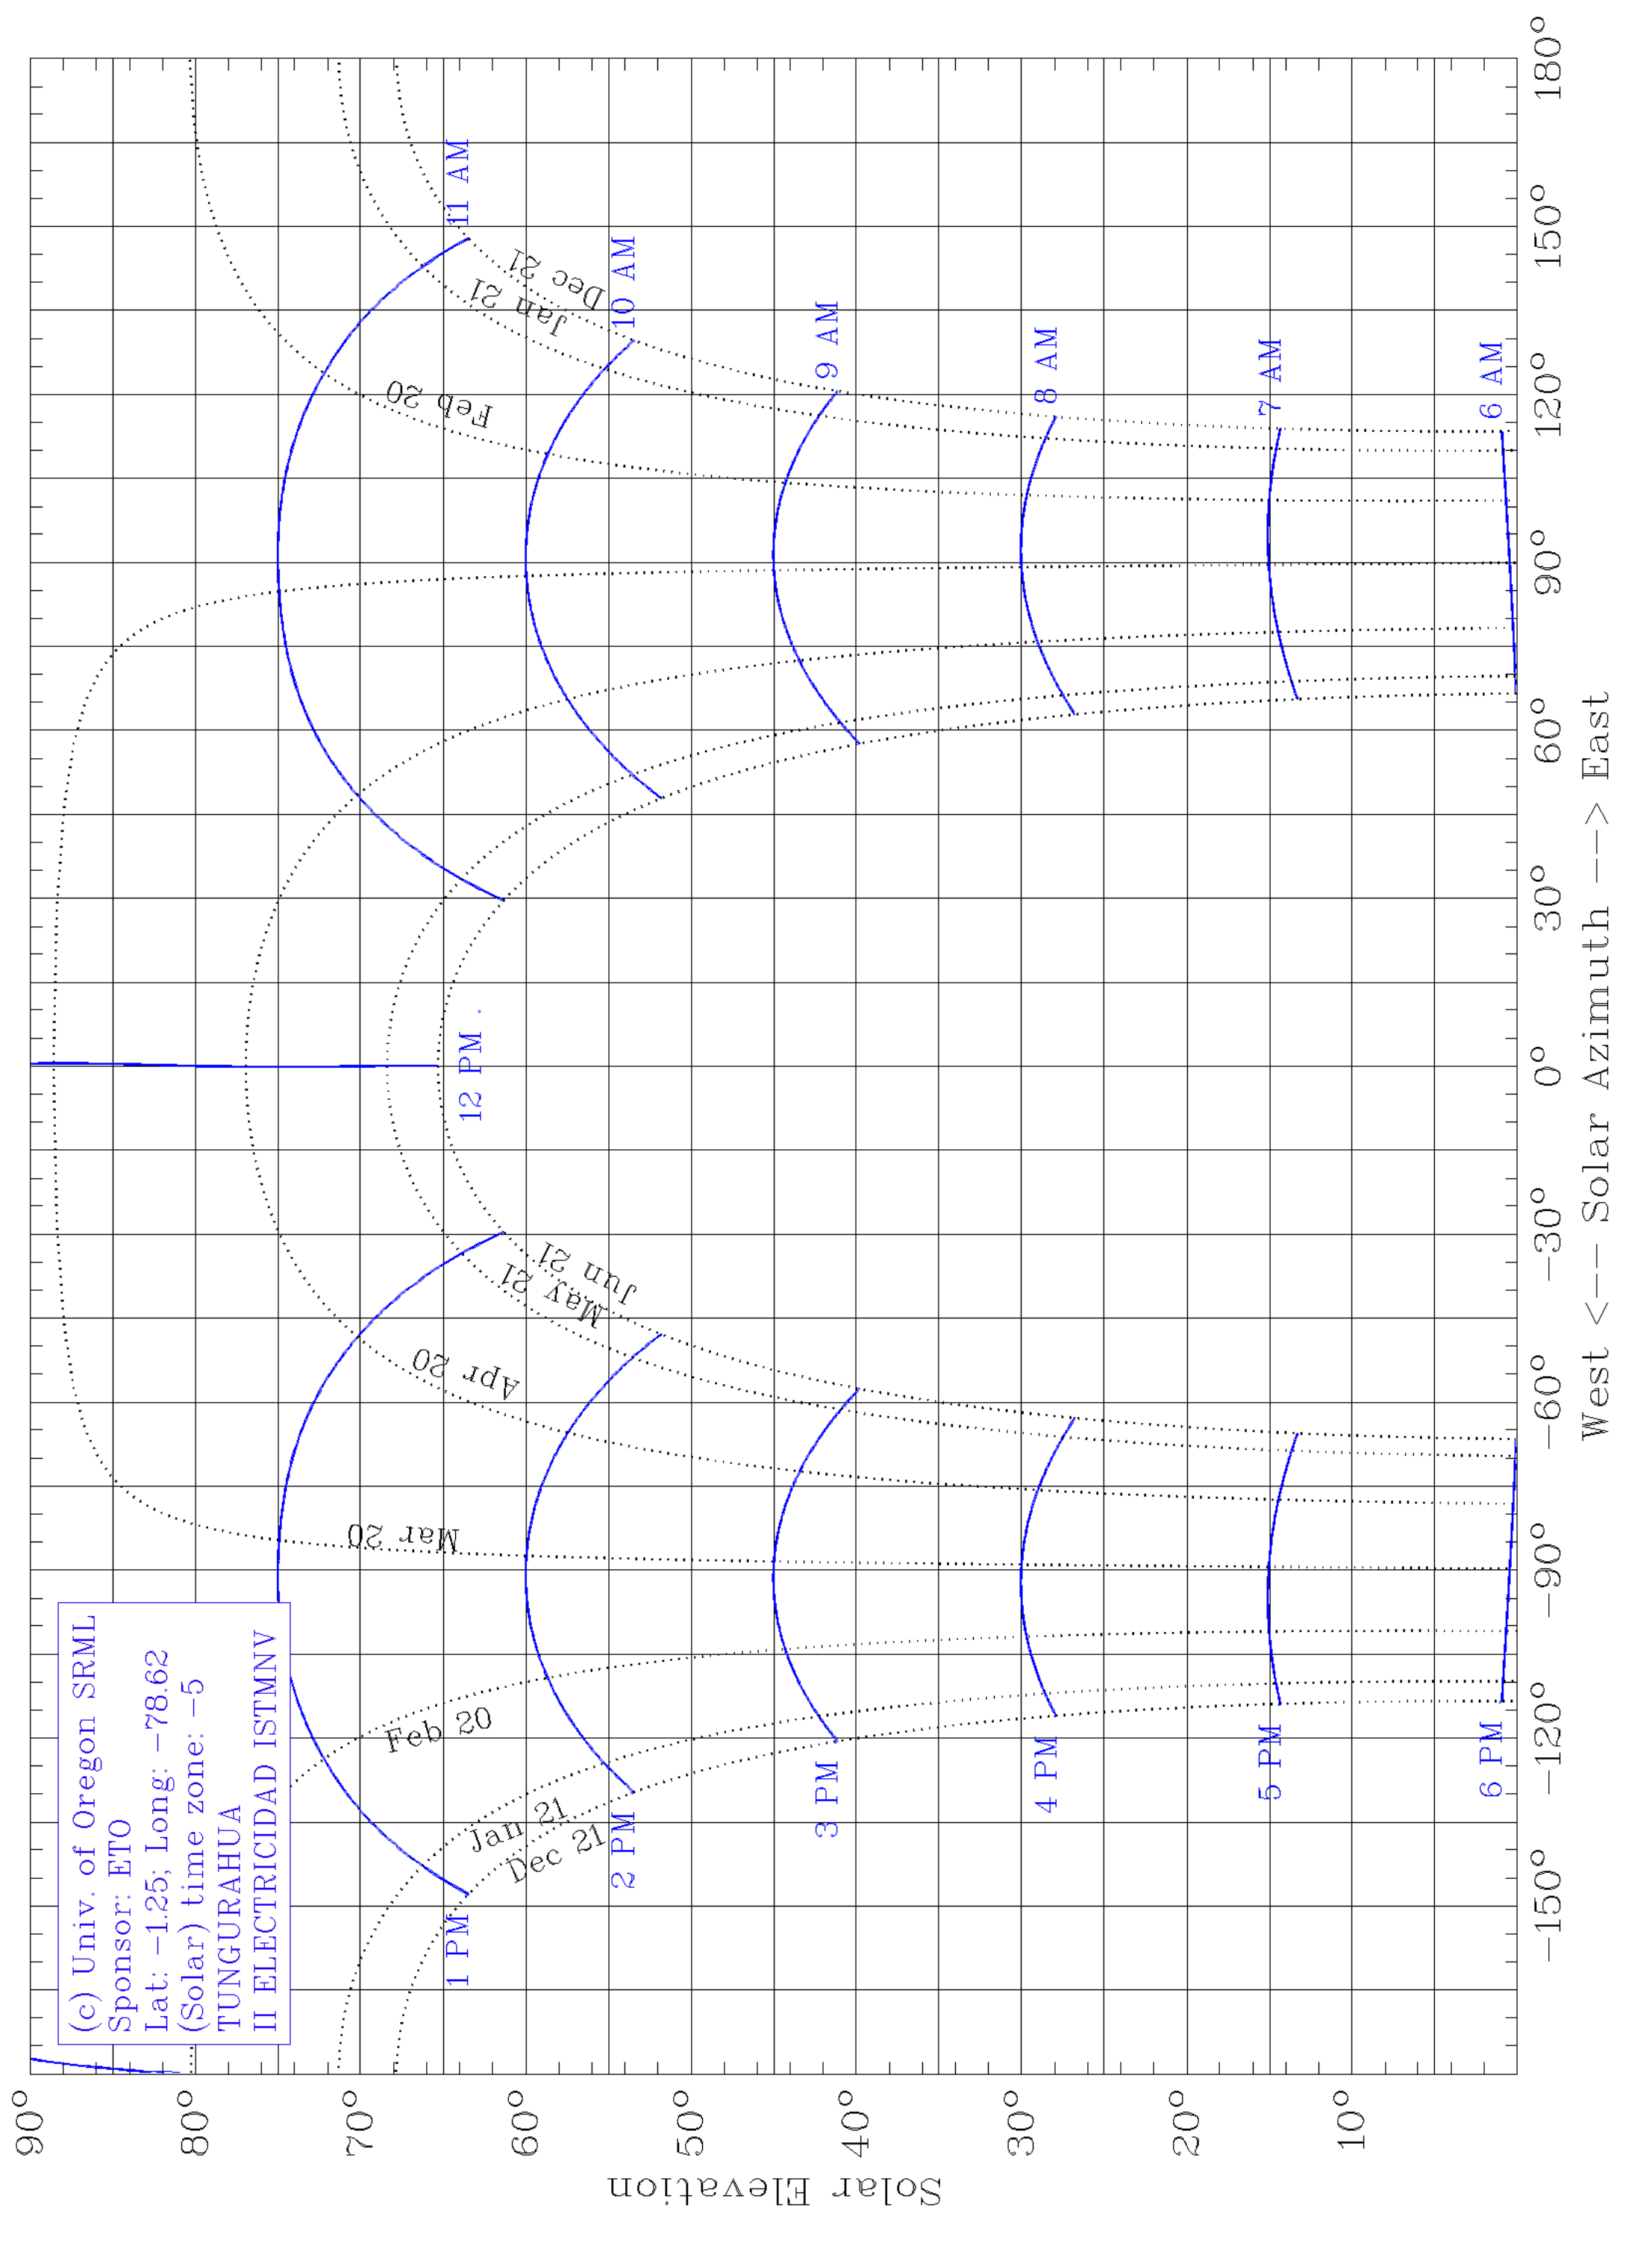 (c) Univ. of Oregon SRML
Sponsor: ETO
Lat: -1.25; Long: -78.62
(Solar) time zone: -5
TUNGURAHUA
II ELECTRICIDAD ISTMNV
90°
80°
70°
60°
50°
40°
30°
20°
10°
Solar Elevation
-150°
-120°
-90°
-60°
-30°
0°
30°
60°
90°
120°
150°
180°
West <-- Solar Azimuth --> East
1 PM
2 PM
3 PM
4 PM
5 PM
6 PM
Dec 21
Jan 21
Feb 20
Mar 20
Apr 20
May 21
Jun 21
12 PM .
Feb 20
Jan 21
Dec 21
11 AM
10 AM
9 AM
8 AM
7 AM
6 AM